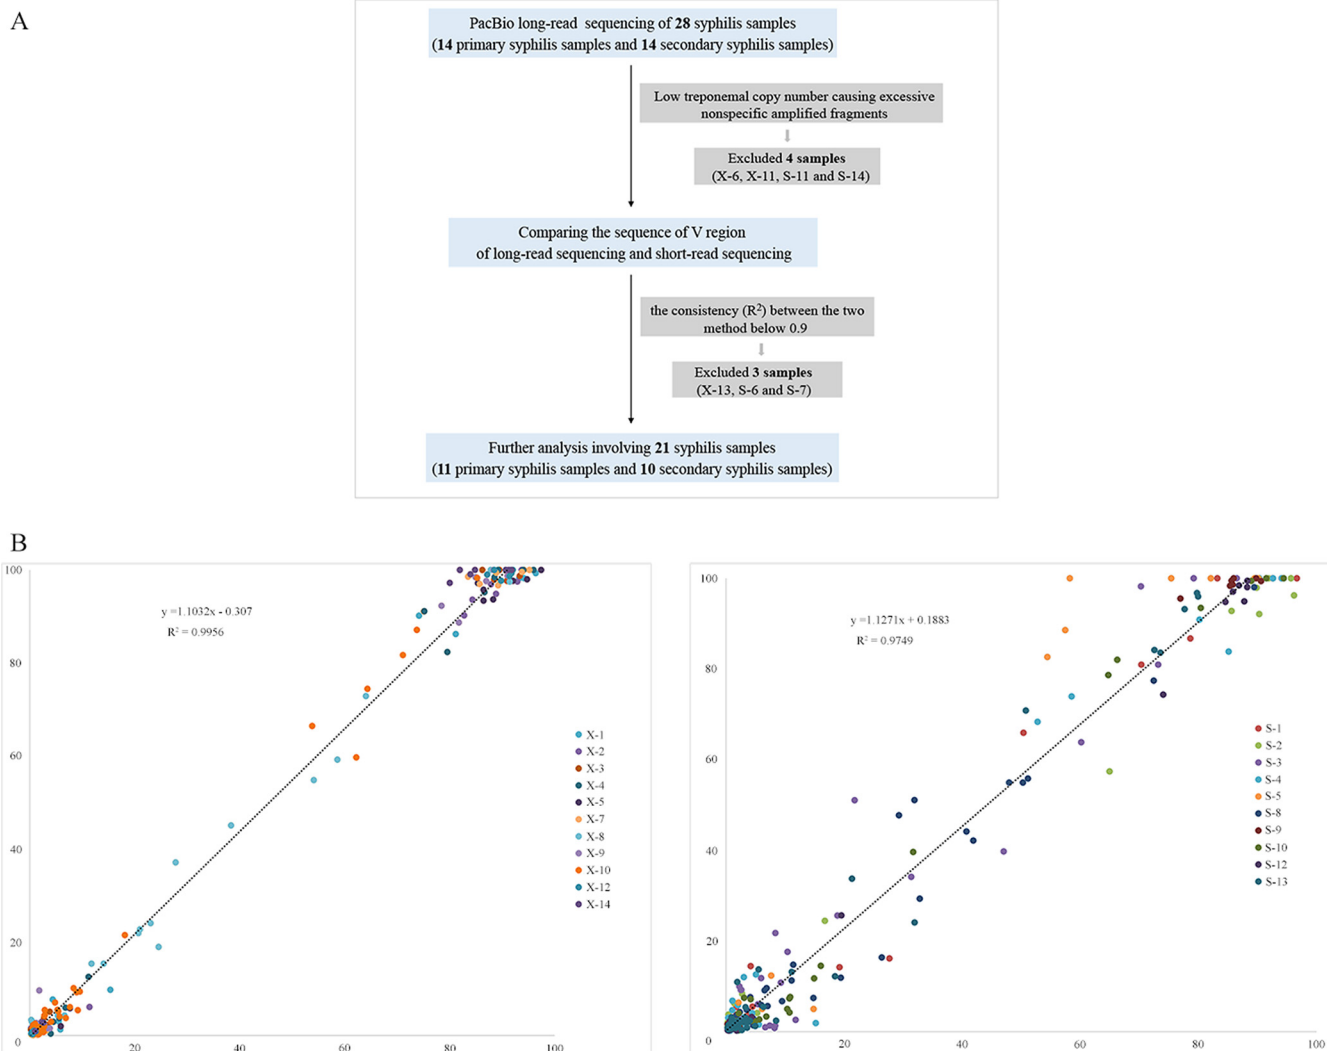 A
PacBio long-read sequencing of 28 syphilis samples
(14 primary syphilis samples and 14 secondary syphilis samples)
Low treponemal copy number causing excessive
nonspecific amplified fragments
Excluded 4 samples
(X-6, X-11, S-11 and S-14)
Comparing the sequence of V region
of long-read sequencing and short-read sequencing
the consistency (R²) between the two
method below 0.9
Excluded 3 samples
(X-13, S-6 and S-7)
Further analysis involving 21 syphilis samples
(11 primary syphilis samples and 10 secondary syphilis samples)
B
100
80
60
40
20
0
20
40
60
80
100
y =1.1032x - 0.307
R² = 0.9956
X-1
X-2
X-3
X-4
X-5
X-7
X-8
X-9
X-10
X-12
X-14
100
80
60
40
20
0
20
40
60
80
100
y =1.1271x + 0.1883
R² = 0.9749
S-1
S-2
S-3
S-4
S-5
S-8
S-9
S-10
S-12
S-13